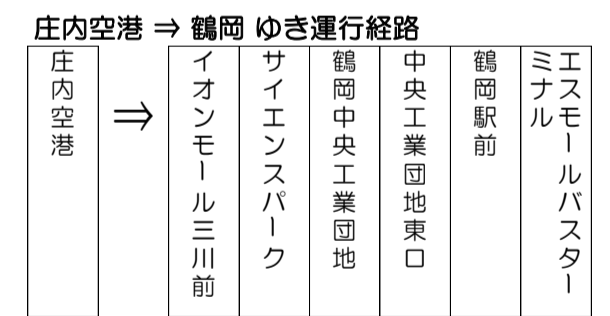 庄内空港 ⇒ 鶴岡 ゆき運行経路
庄内空港
⇒
イオンモール三川前
サイエンスパーク
鶴岡中央工業団地
中央工業団地東口
鶴岡駅前
エスモールバスター
ミナル